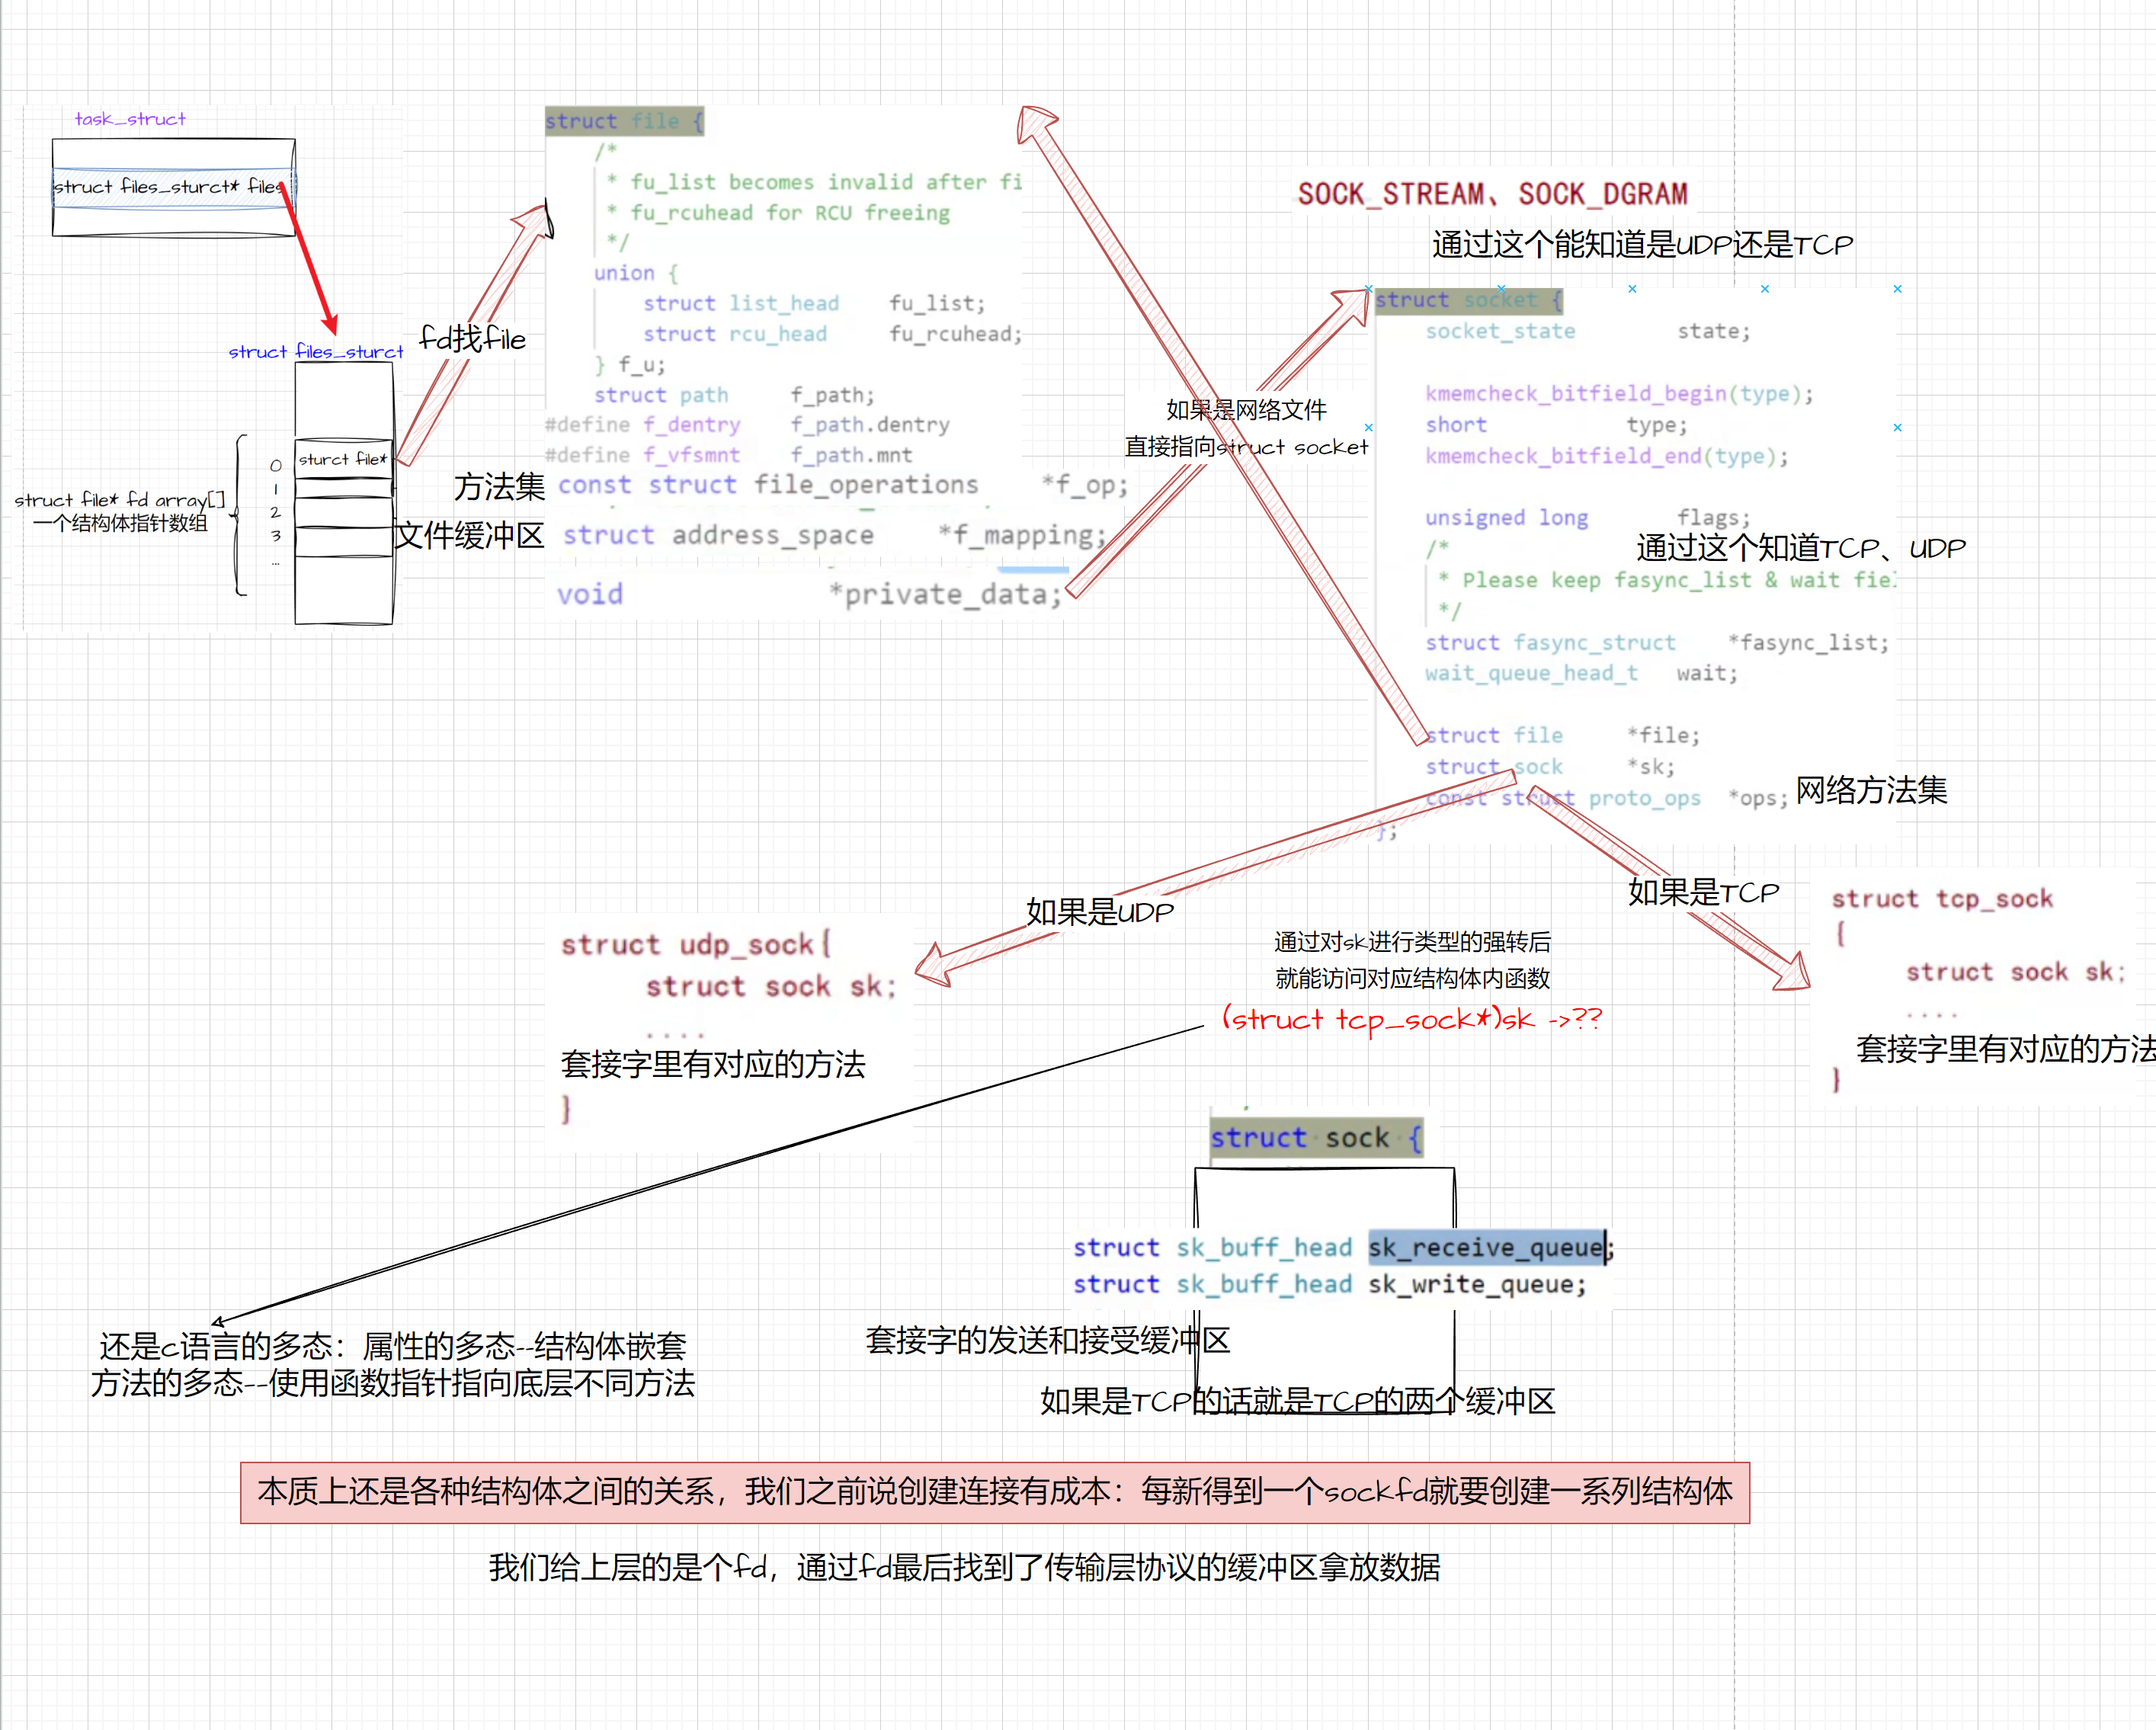 task_struct
struct files_sturct* files
struct files_sturct
0
1
2
3
...
sturct file*
struct file* fd array[]
一个结构体指针数组
fd找file
struct file {
/*
* fu_list becomes invalid after fi
* fu_rcuhead for RCU freeing
*/
union {
struct list_head fu_list;
struct rcu_head fu_rcuhead;
} f_u;
struct path f_path;
#define f_dentry f_path.dentry
#define f_vfsmnt f_path.mnt
方法集
const struct file_operations *f_op;
文件缓冲区
struct address_space *f_mapping;
void *private_data;
如果是网络文件
直接指向struct socket
SOCK_STREAM、SOCK_DGRAM
通过这个能知道是UDP还是TCP
struct socket {
socket_state state;
kmemcheck_bitfield_begin(type);
short type;
kmemcheck_bitfield_end(type);
unsigned long flags;
通过这个知道TCP、UDP
/*
* Please keep fasync_list & wait fiel
*/
struct fasync_struct *fasync_list;
wait_queue_head_t wait;
struct file *file;
struct sock *sk;
const struct proto_ops *ops;
网络方法集
};
如果是UDP
如果是TCP
struct udp_sock{
struct sock sk;
....
套接字里有对应的方法
}
通过对sk进行类型的强转后
就能访问对应结构体内函数
(struct tcp_sock*)sk ->??
struct tcp_sock
{
struct sock sk;
....
套接字里有对应的方法
}
struct sock {
struct sk_buff_head sk_receive_queue;
struct sk_buff_head sk_write_queue;
套接字的发送和接受缓冲区
如果是TCP的话就是TCP的两个缓冲区
还是c语言的多态：属性的多态--结构体嵌套
方法的多态--使用函数指针指向底层不同方法
本质上还是各种结构体之间的关系，我们之前说创建连接有成本：每新得到一个sockfd就要创建一系列结构体
我们给上层的是个fd，通过fd最后找到了传输层协议的缓冲区拿放数据